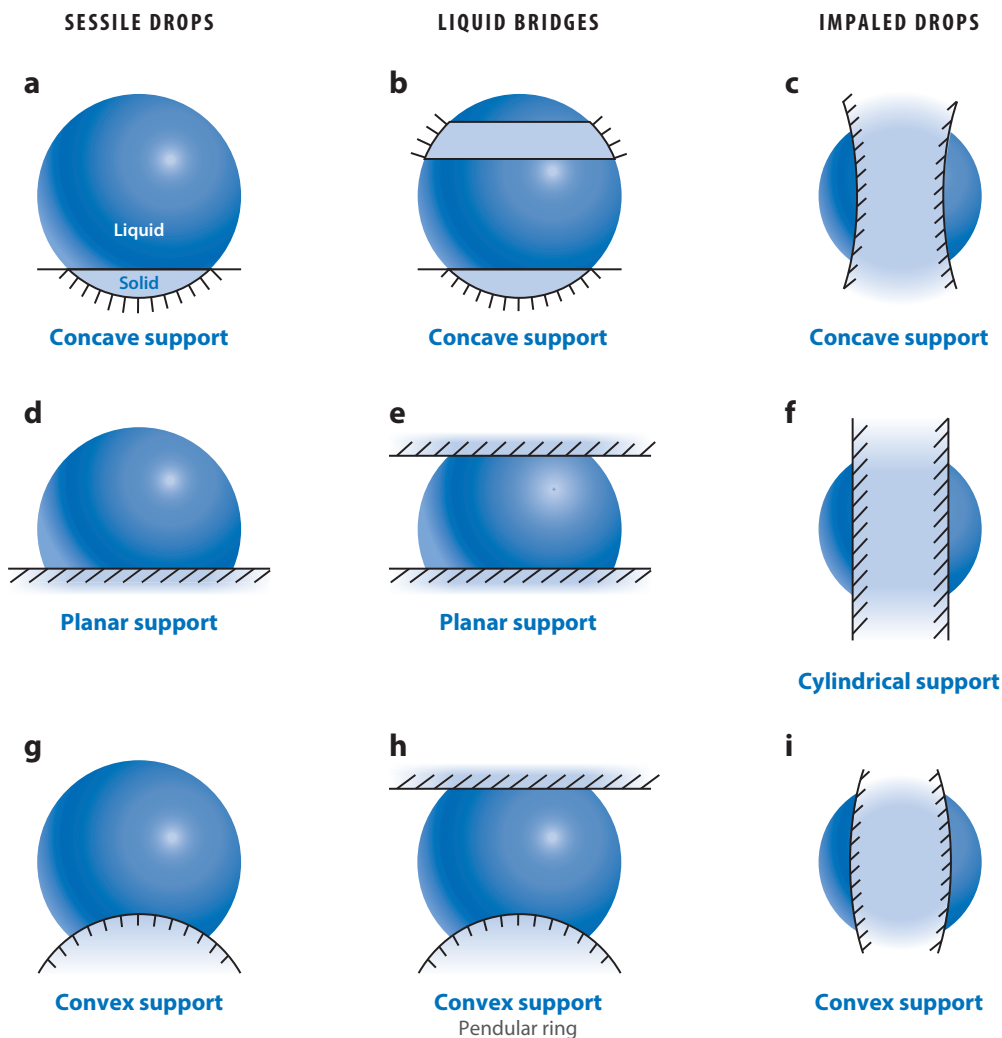 SESSILE DROPS
LIQUID BRIDGES
IMPALED DROPS
a
b
c
Liquid
Solid
Concave support
Concave support
Concave support
d
e
f
Planar support
Planar support
Cylindrical support
g
h
i
Convex support
Convex support
Pendular ring
Convex support